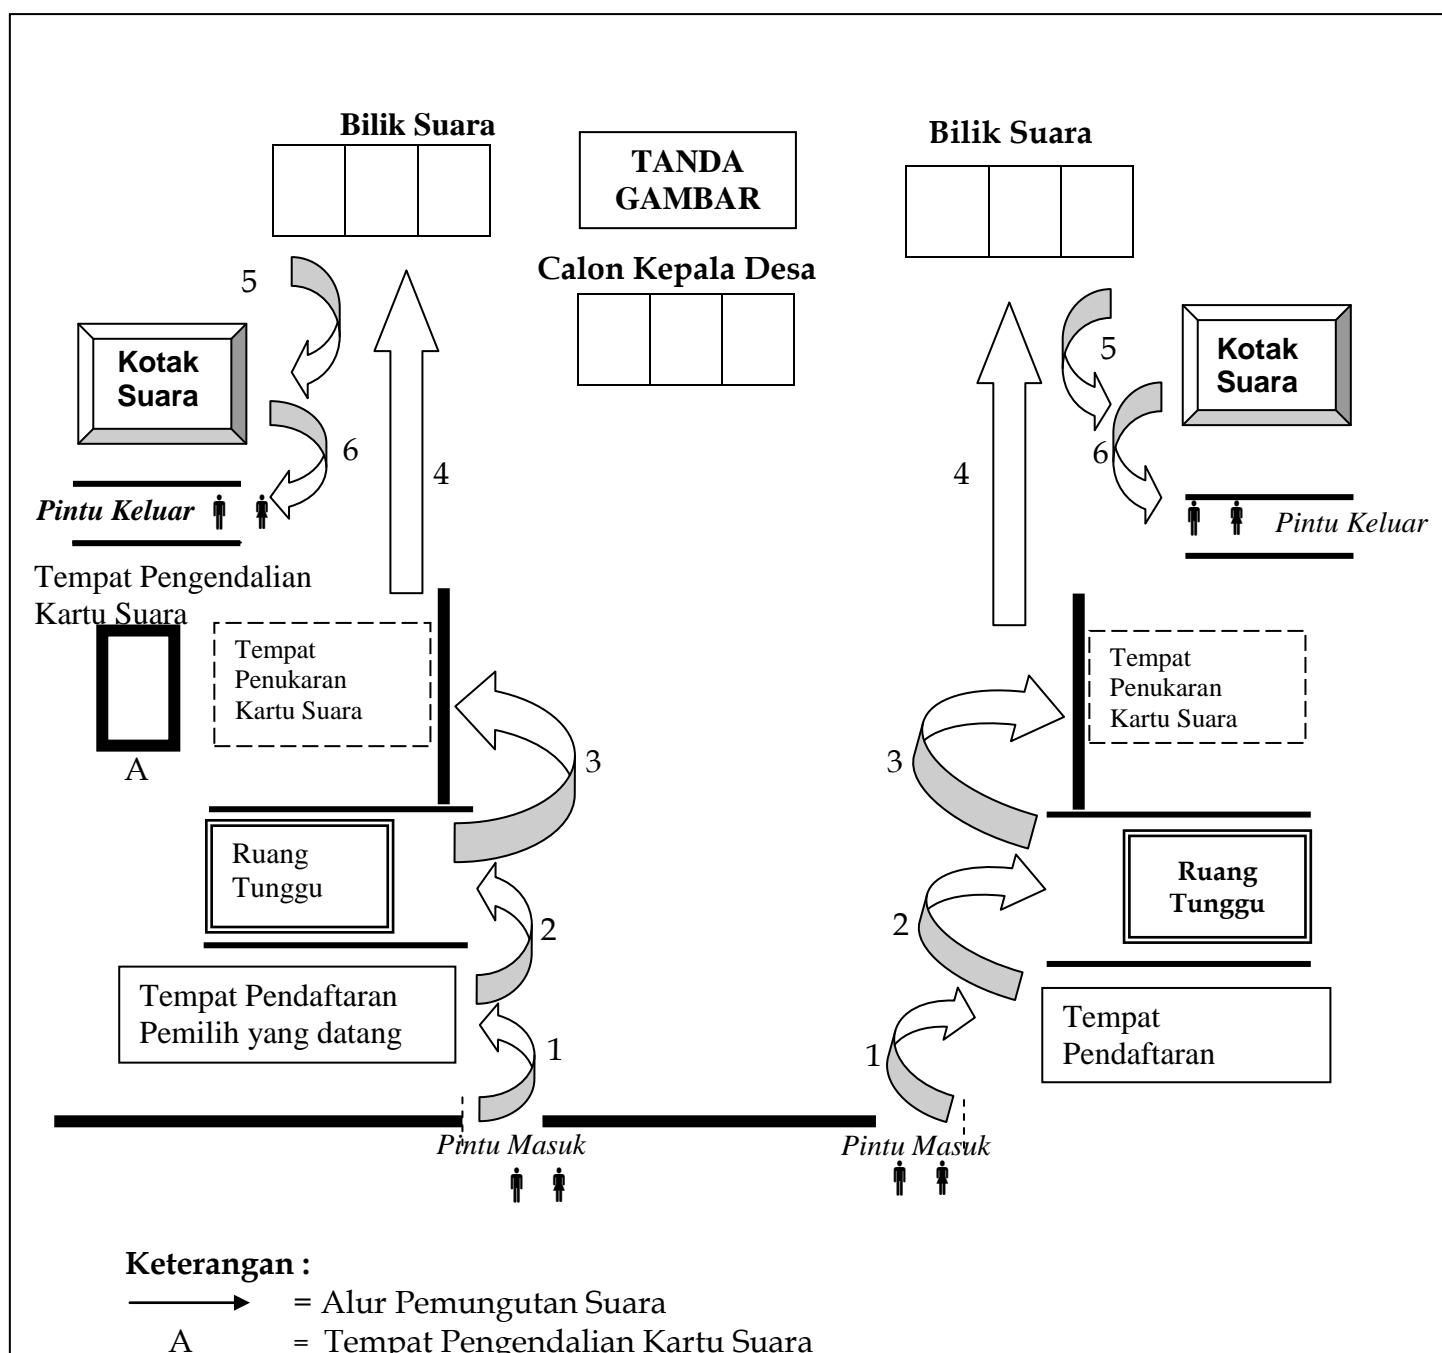 Bilik Suara
TANDA
GAMBAR
Bilik Suara
Calon Kepala Desa
5
Kotak
Suara
6
4
Pintu Keluar
5
Kotak
Suara
6
4
Pintu Keluar
Tempat Pengendalian
Kartu Suara
Tempat
Penukaran
Kartu Suara
A
3
Tempat
Penukaran
Kartu Suara
3
Ruang
Tunggu
2
Ruang
Tunggu
2
Tempat Pendaftaran
Pemilih yang datang
1
Tempat
Pendaftaran
1
Pintu Masuk
Pintu Masuk
Keterangan :
= Alur Pemungutan Suara
A = Tempat Pengendalian Kartu Suara